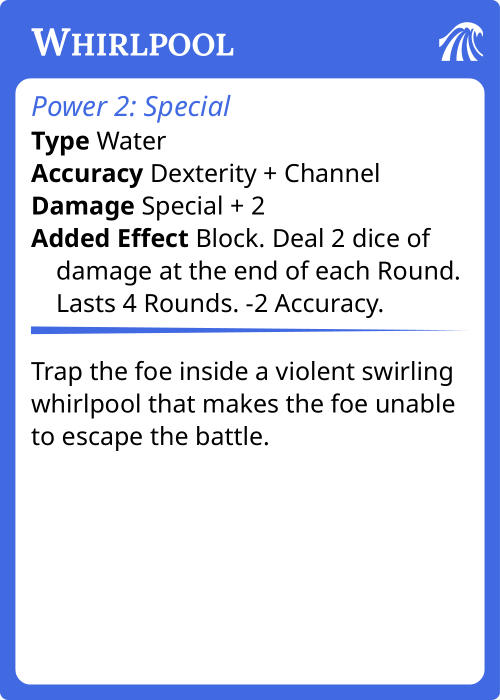 Whirlpool
Power 2: Special
Type Water
Accuracy Dexterity + Channel
Damage Special + 2
Added Effect Block. Deal 2 dice of
damage at the end of each Round.
Lasts 4 Rounds. -2 Accuracy.
Trap the foe inside a violent swirling
whirlpool that makes the foe unable
to escape the battle.